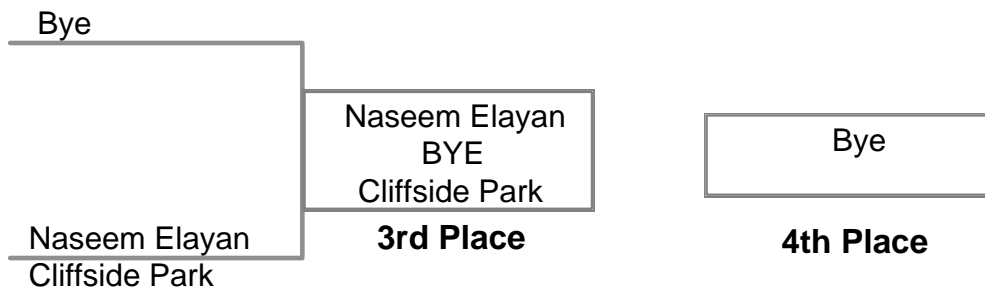 Bye
Naseem Elayan
BYE
Cliffside Park
3rd Place
Bye
4th Place
Naseem Elayan
Cliffside Park